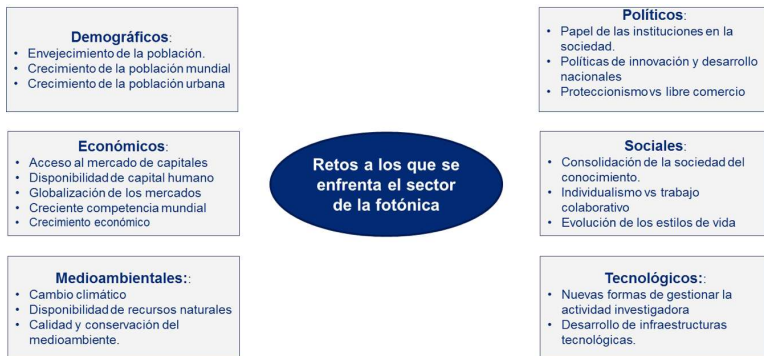 Demográficos:
• Envejecimiento de la población.
• Crecimiento de la población mundial
• Crecimiento de la población urbana
Económicos:
• Acceso al mercado de capitales
• Disponibilidad de capital humano
• Globalización de los mercados
• Creciente competencia mundial
• Crecimiento económico
Medioambientales::
• Cambio climático
• Disponibilidad de recursos naturales
• Calidad y conservación del
medioambiente.
Retos a los que se
enfrenta el sector
de la fotónica
Políticos:
• Papel de las instituciones en la
sociedad.
• Políticas de innovación y desarrollo
nacionales
• Proteccionismo vs libre comercio
Sociales:
• Consolidación de la sociedad del
conocimiento.
• Individualismo vs trabajo
colaborativo
• Evolución de los estilos de vida
Tecnológicos::
• Nuevas formas de gestionar la
actividad investigadora
• Desarrollo de infraestructuras
tecnológicas.